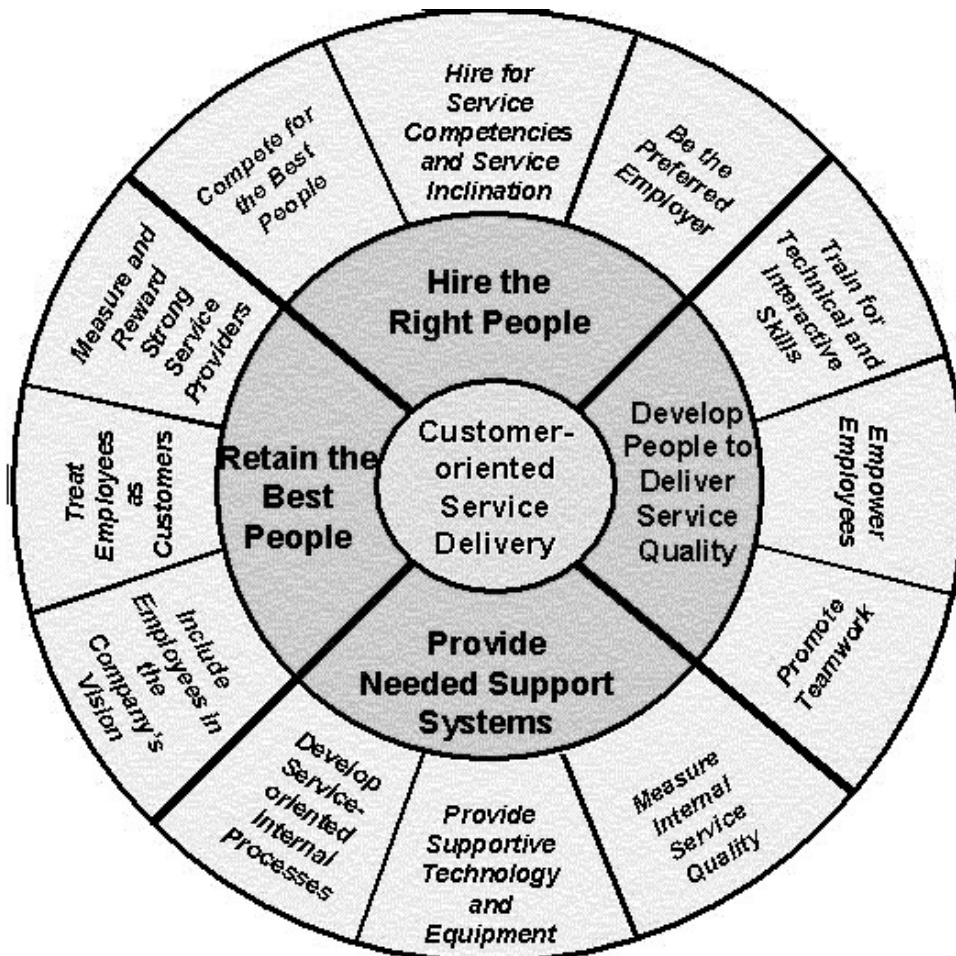 Hire for
Service
Competencies
and Service
Inclination
Be the
Preferred
Employer
Train for
Technical and
Interactive
Skills
Empower
Employees
Promote
Teamwork
Measure
Internal
Service
Quality
Provide
Supportive
Technology
and
Equipment
Develop
Service-
oriented
Internal
Processes
Include
Employees in
the
Company's
Vision
Treat
Employees
as
Customers
Measure and
Reward
Strong
Service
Providers
Compete for
the Best
People
Hire the
Right People
Develop
People to
Deliver
Service
Quality
Provide
Needed Support
Systems
Retain the
Best
People
Customer-
oriented
Service
Delivery